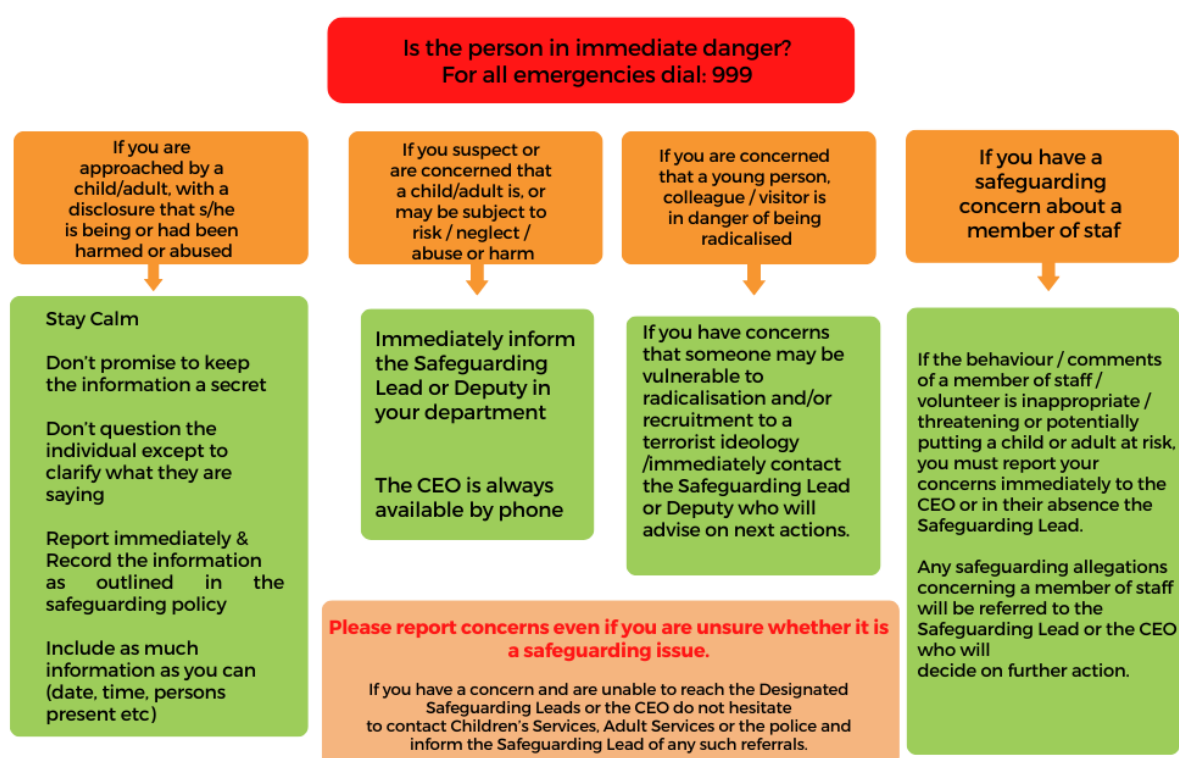 Is the person in immediate danger?
For all emergencies dial: 999
If you are
approached by a
child/adult, with a
disclosure that s/he
is being or had been
harmed or abused
Stay Calm
Don't promise to keep
the information a secret
Don't question the
individual except to
clarify what they are
saying
Report immediately &
Record the information
as outlined in the
safeguarding policy
Include as much
information as you can
(date, time, persons
present etc)
If you suspect or
are concerned that
a child/adult is, or
may be subject to
risk / neglect /
abuse or harm
Immediately inform
the Safeguarding
Lead or Deputy in
your department
The CEO is always
available by phone
If you are concerned
that a young person,
colleague / visitor is
in danger of being
radicalised
If you have concerns
that someone may be
vulnerable to
radicalisation and/or
recruitment to a
terrorist ideology
/immediately contact
the Safeguarding Lead
or Deputy who will
advise on next actions.
If you have a
safeguarding
concern about a
member of staf
If the behaviour / comments
of a member of staff /
volunteer is inappropriate /
threatening or potentially
putting a child or adult at risk,
you must report your
concerns immediately to the
CEO or in their absence the
Safeguarding Lead.
Any safeguarding allegations
concerning a member of staff
will be referred to the
Safeguarding Lead or the CEO
who will
decide on further action.
Please report concerns even if you are unsure whether it is
a safeguarding issue.
If you have a concern and are unable to reach the Designated
Safeguarding Leads or the CEO do not hesitate
to contact Children's Services, Adult Services or the police and
inform the Safeguarding Lead of any such referrals.